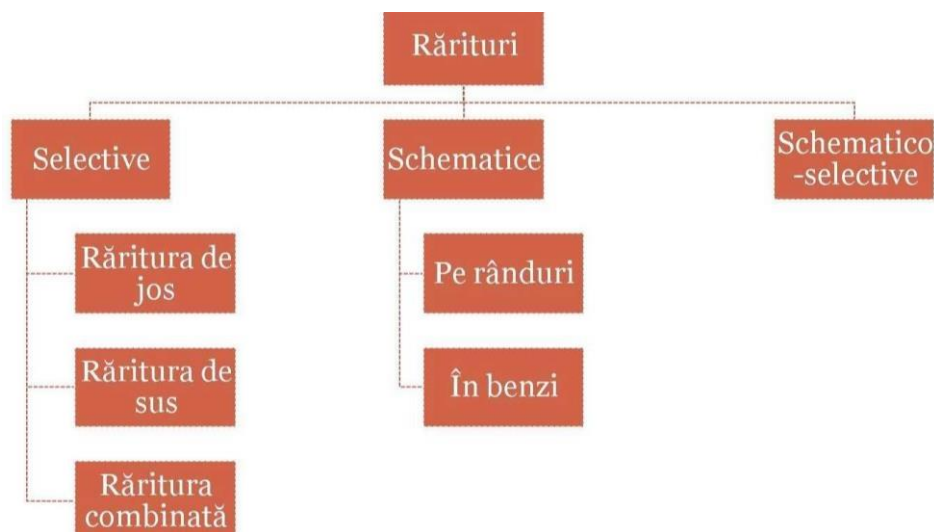 Rărituri
Selective
Schematice
Schematico
-selective
Răritura de
jos
Pe rânduri
Răritura de
sus
În benzi
Răritura
combinată